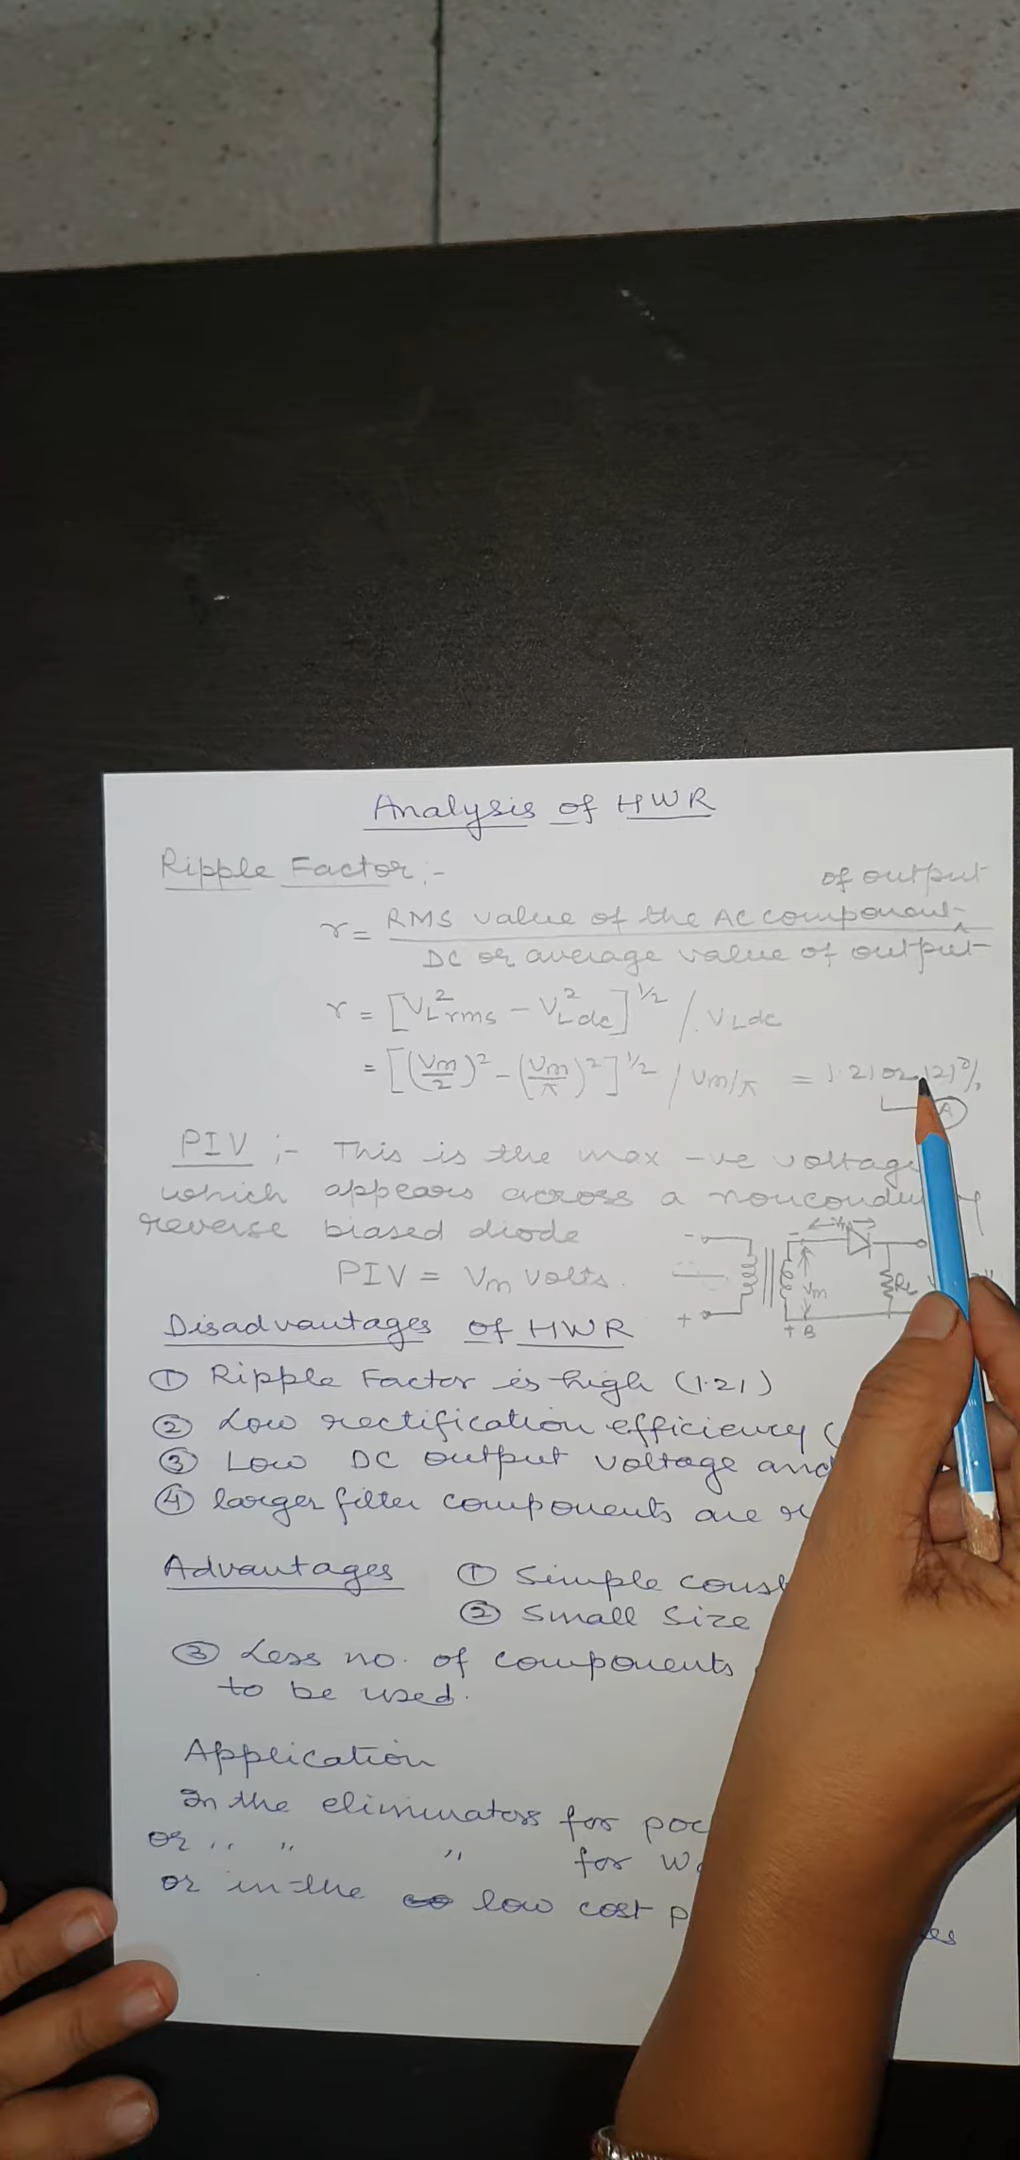 Analysis of HWR
Ripple Factor :-
of output
r = RMS value of the AC component
DC or average value of output
r = [V²Lrms - V²Ldc]^1/2 / VLdc
= [(Vm/2)² - (Vm/π)²]^1/2 / Vm/π = 1.21 or 121%
A
PIV :- This is the max -ve voltage
which appears across a
reverse biased diode
PIV = Vm volts.
- - Vm RL
+ + B
Disadvantages of HWR
① Ripple Factor is high (1.21)
② Low rectification efficiency (
③ Low DC output voltage and
④ larger filter components are
Advantages ① Simple
② Small Size
③ Less no. of components
to be used.
Application
In the eliminators for
or ,, ,, ,, for
or in the low cost